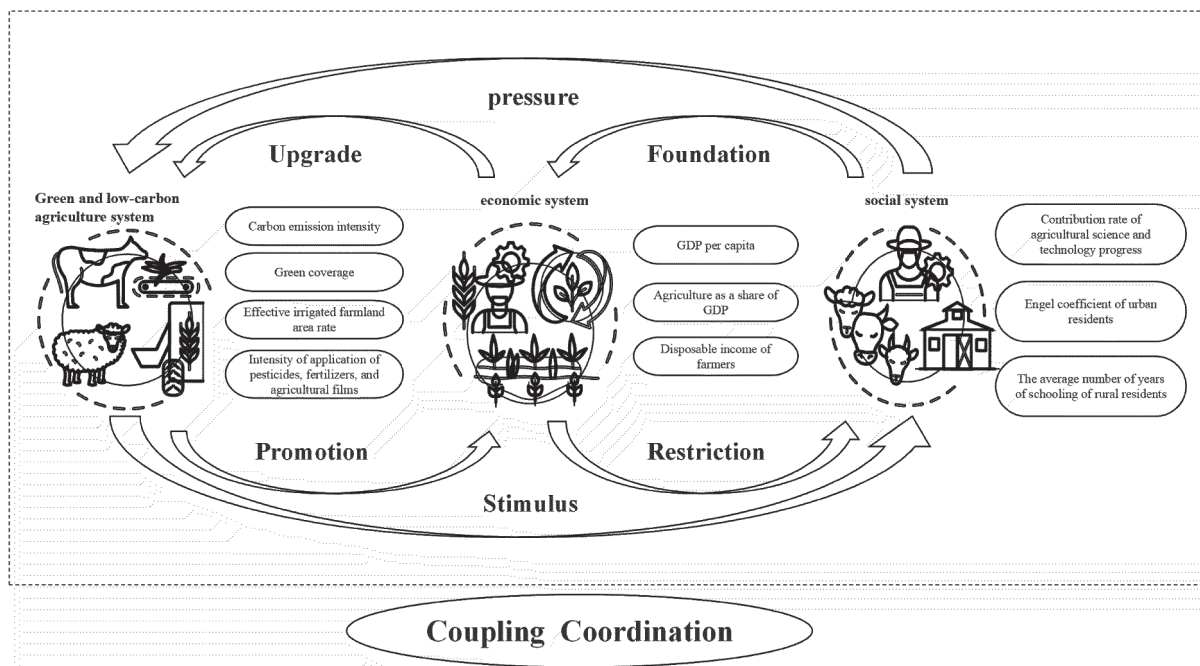 pressure
Upgrade
Foundation
Green and low-carbon
agriculture system
economic system
social system
Carbon emission intensity
Green coverage
Effective irrigated farmland
area rate
Intensity of application of
pesticides, fertilizers, and
agricultural films
GDP per capita
Agriculture as a share of
GDP
Disposable income of
farmers
Contribution rate of
agricultural science and
technology progress
Engel coefficient of urban
residents
The average number of years
of schooling of rural residents
Promotion
Restriction
Stimulus
Coupling Coordination